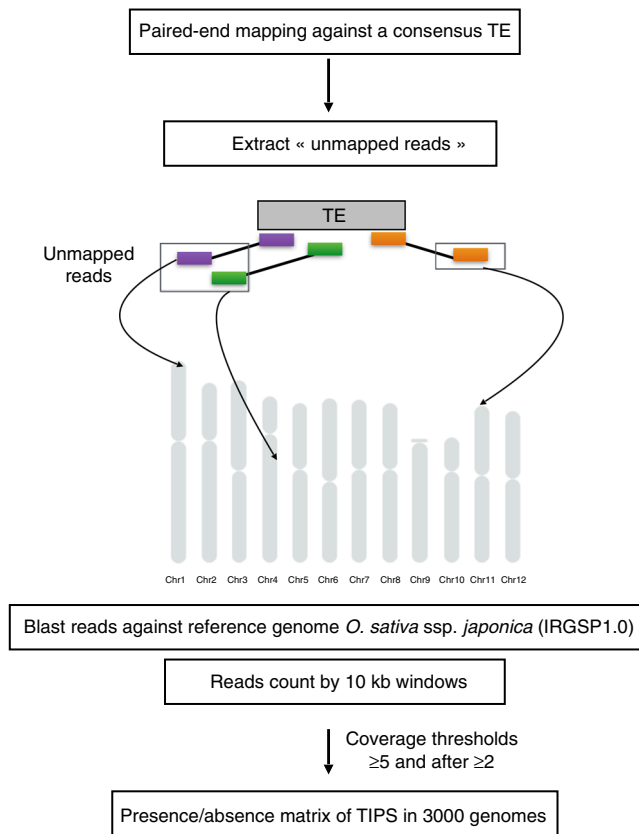 Paired-end mapping against a consensus TE
Extract « unmapped reads »
TE
Unmapped
reads
Chr1 Chr2 Chr3 Chr4 Chr5 Chr6 Chr7 Chr8 Chr9 Chr10 Chr11 Chr12
Blast reads against reference genome O. sativa ssp. japonica (IRGSP1.0)
Reads count by 10 kb windows
Coverage thresholds
≥5 and after ≥2
Presence/absence matrix of TIPS in 3000 genomes